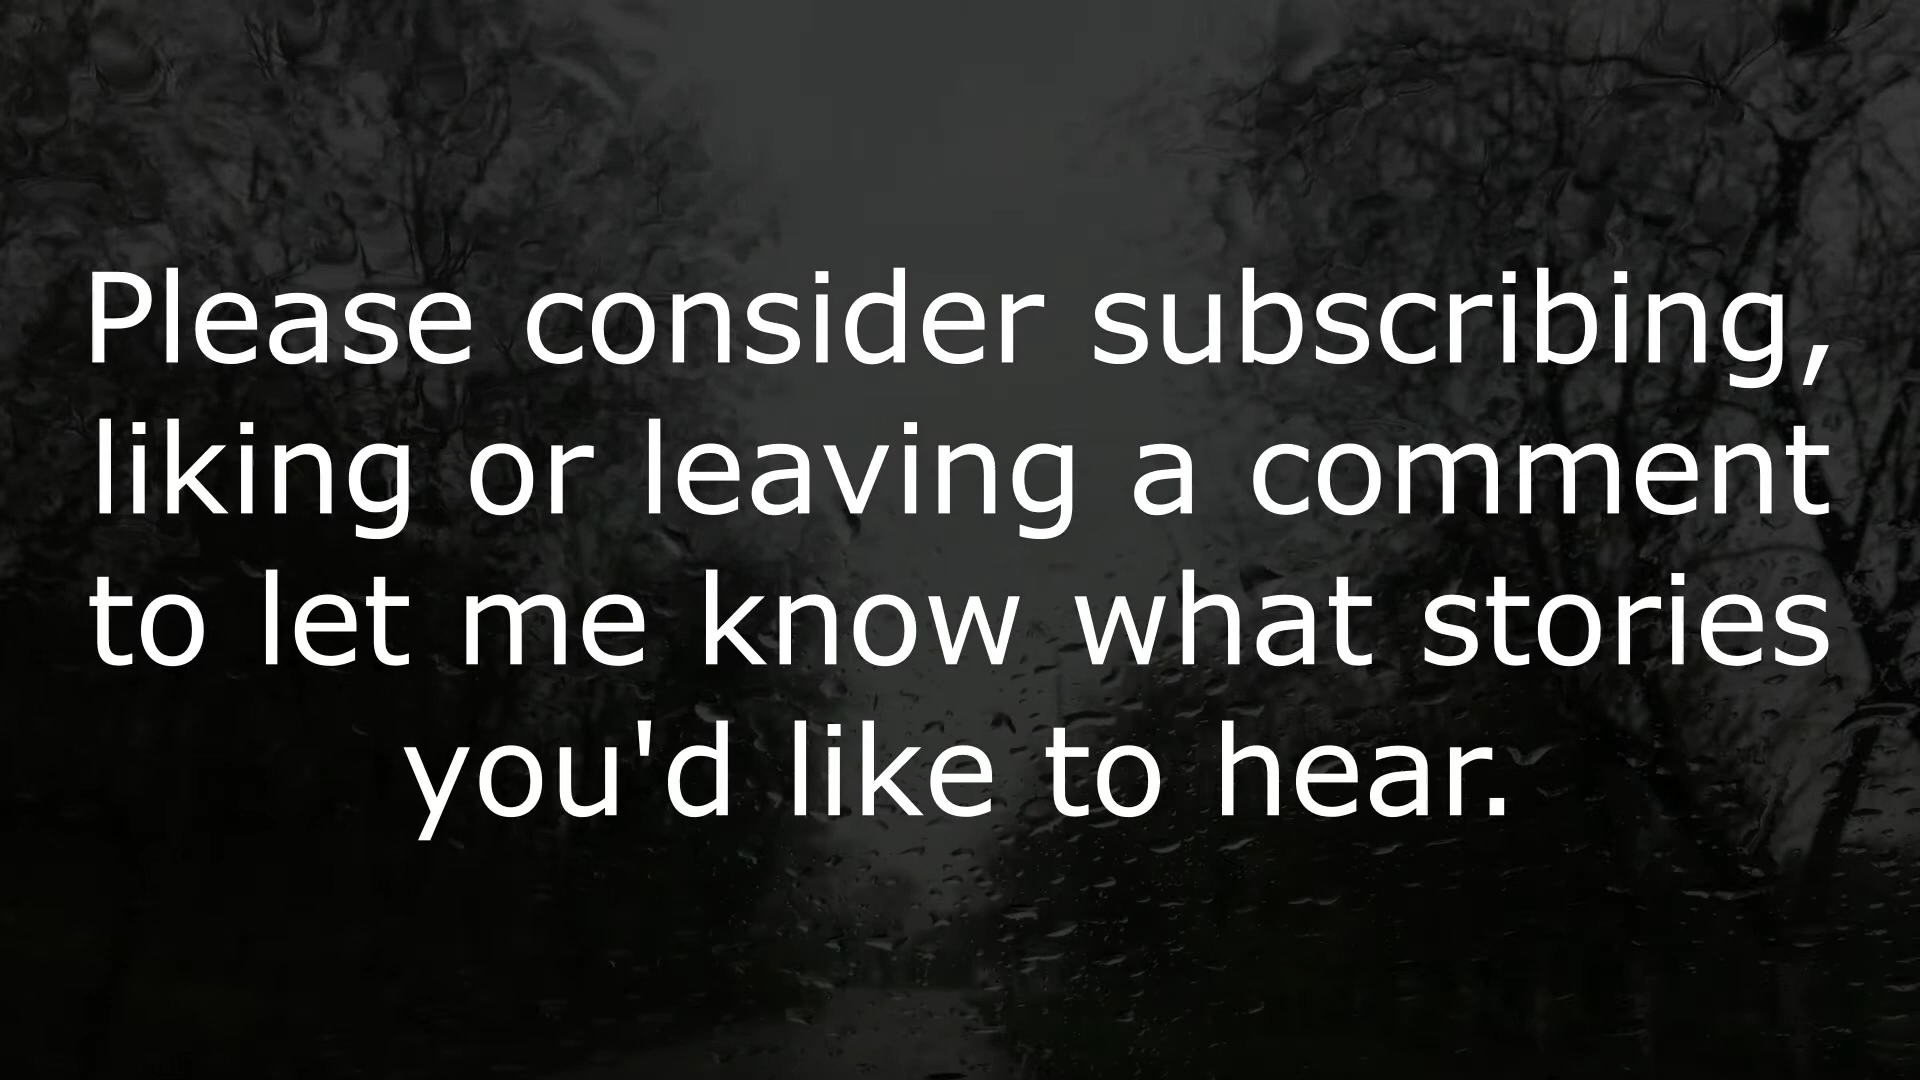 Please consider subscribing,
liking or leaving a comment
to let me know what stories
you'd like to hear.